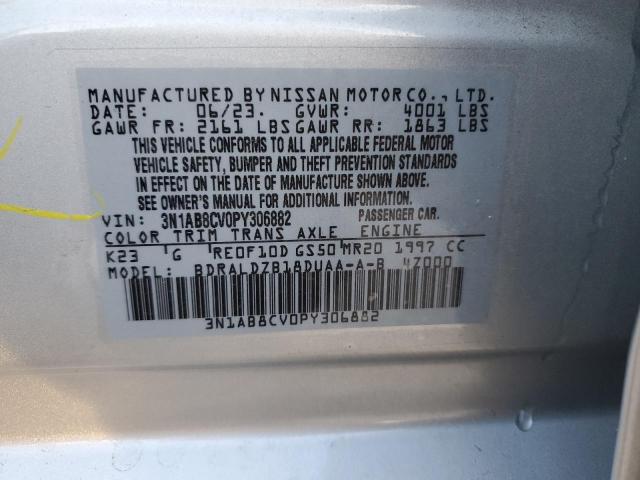 MANUFACTURED BY NISSAN MOTOR CO., LTD.
DATE: 06/23. GVWR: 4001 LBS
GAWR FR: 2161 LBS GAWR RR: 1863 LBS
THIS VEHICLE CONFORMS TO ALL APPLICABLE FEDERAL MOTOR
VEHICLE SAFETY, BUMPER AND THEFT PREVENTION STANDARDS
IN EFFECT ON THE DATE OF MANUFACTURE SHOWN ABOVE.
SEE OWNER'S MANUAL FOR ADDITIONAL INFORMATION.
VIN: 3N1AB8CV0PY306882 PASSENGER CAR.
COLOR TRIM TRANS AXLE ENGINE
K23 G RE0F10D GS50 MR20 1997 CC
MODEL: BDRALDZB18DUAA-A-B 4Z000
3N1AB8CV0PY306882